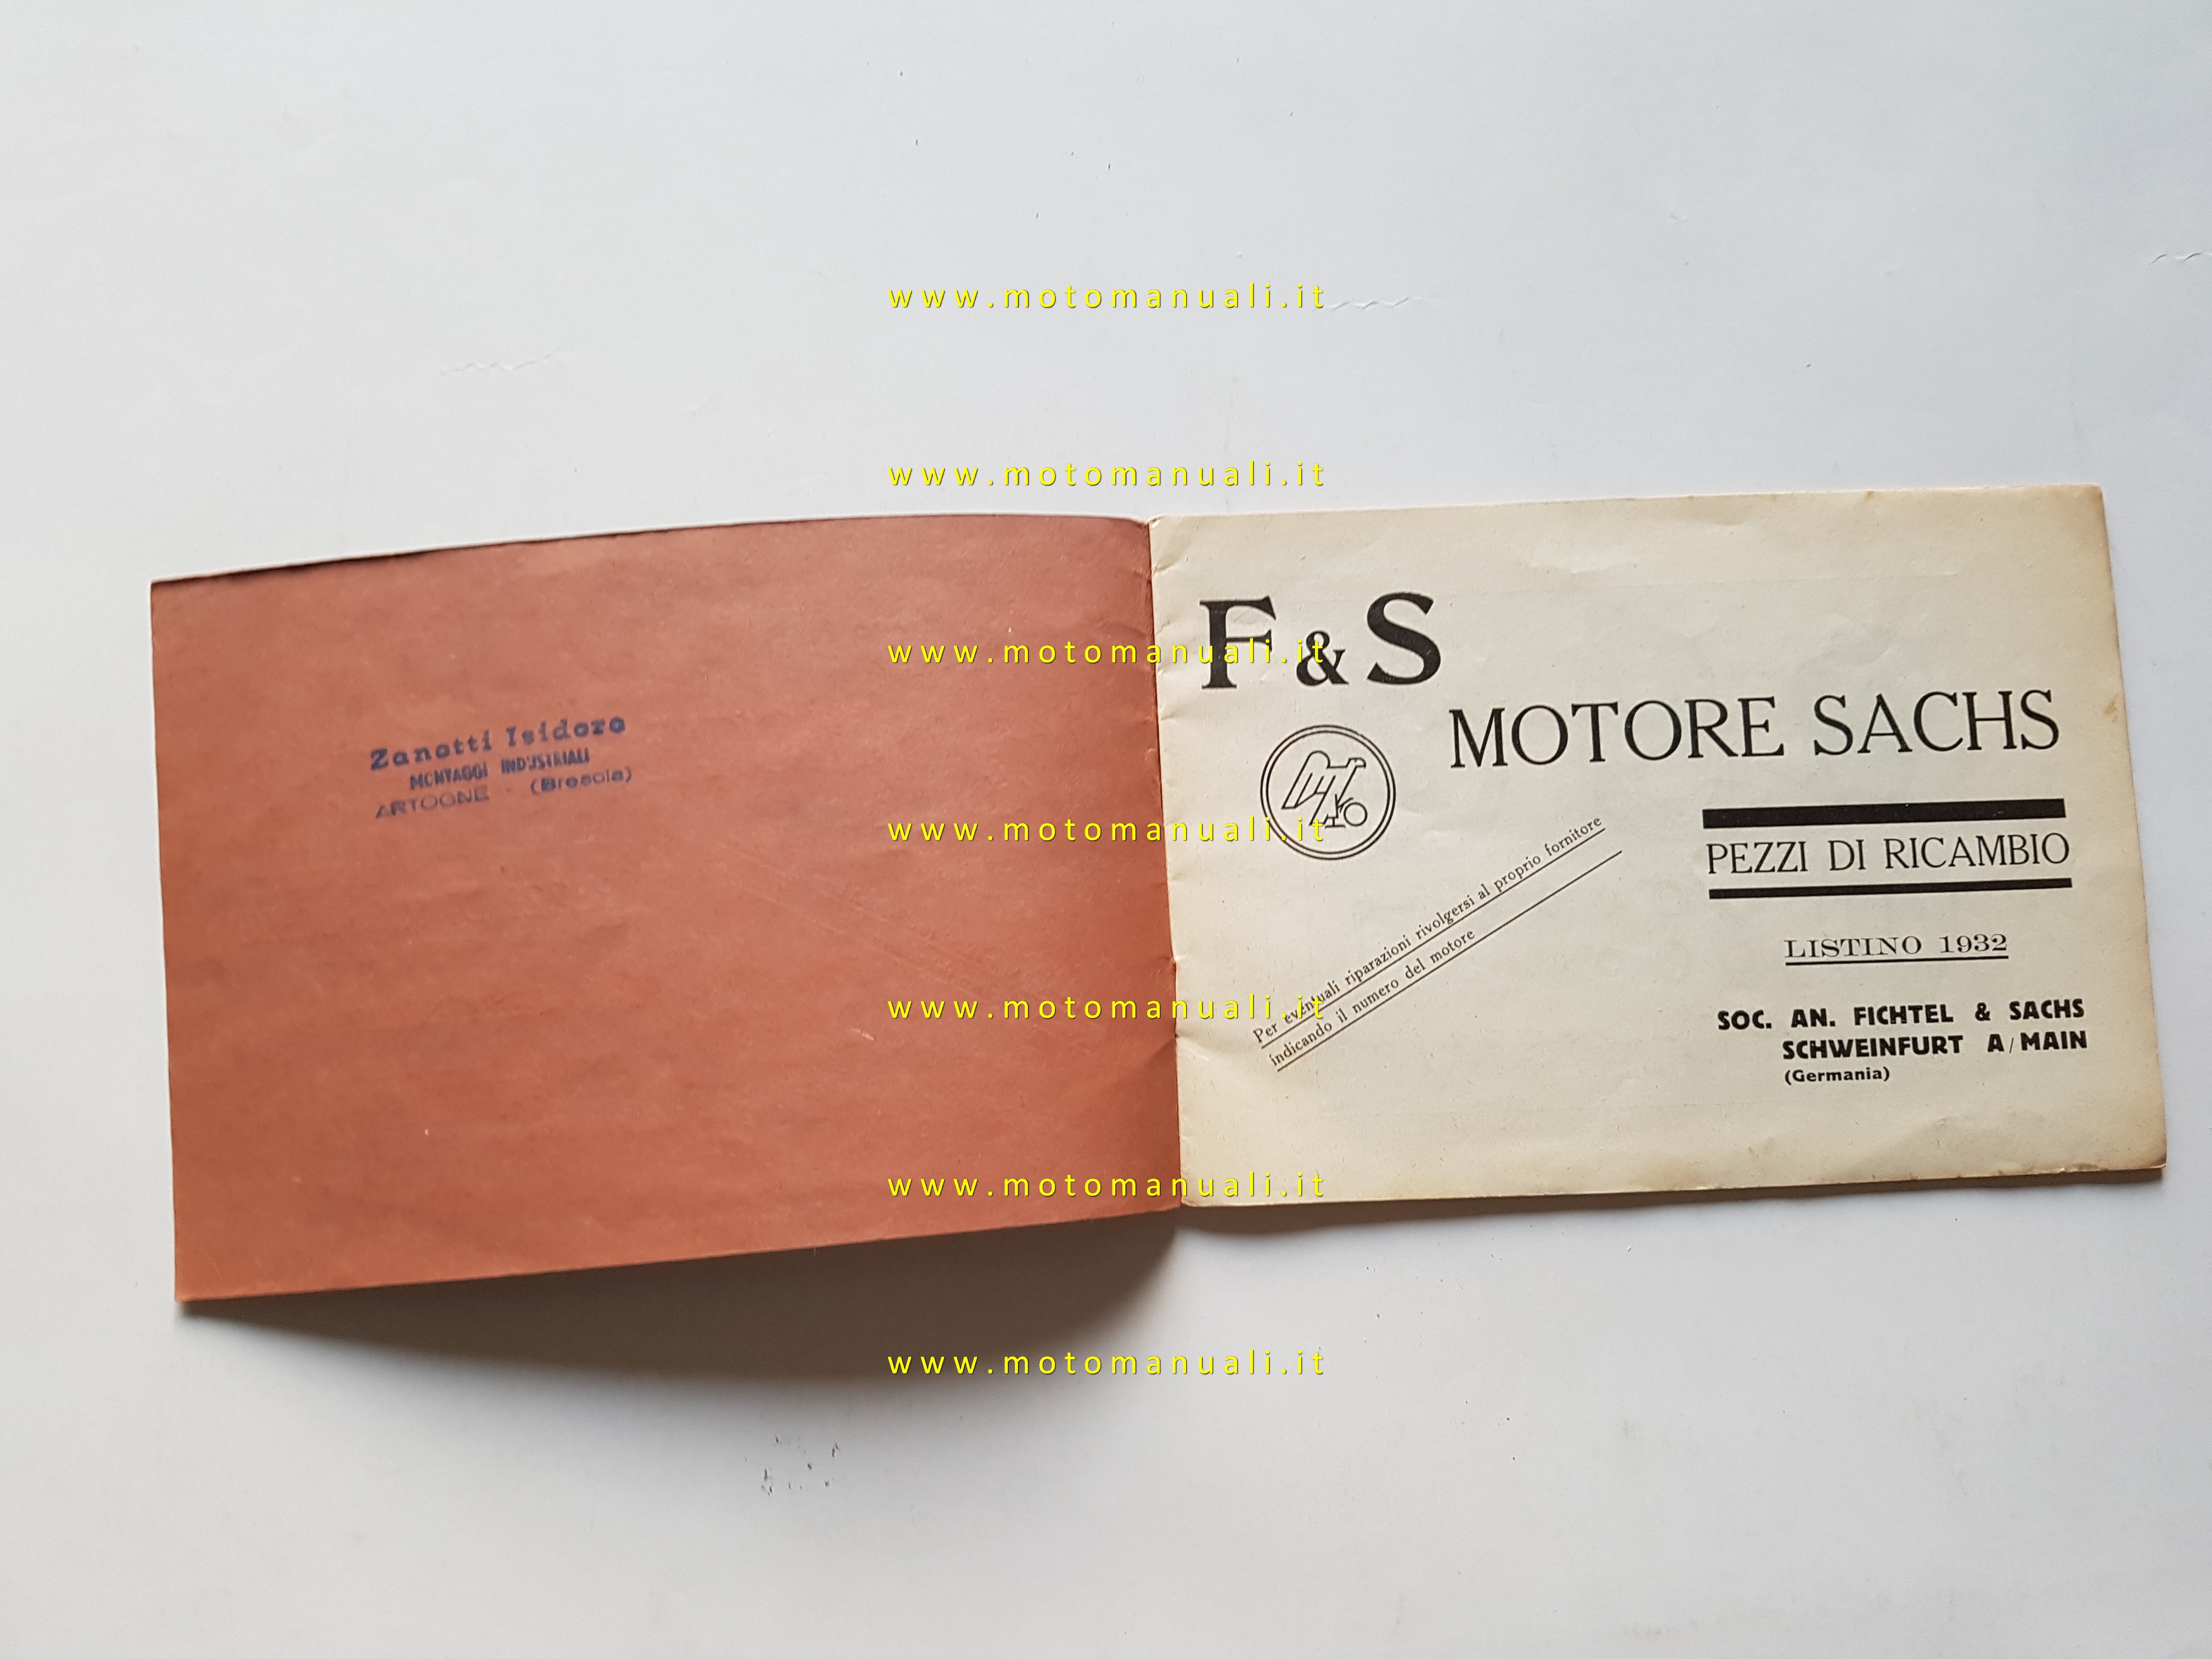 www.motomanuali.it
www.motomanuali.it
www.motomanuali.it
www.motomanuali.it
www.motomanuali.it
www.motomanuali.it
www.motomanuali.it
Zanotti Isidoro
MONTAGGI INDUSTRIALI
ARTOGNE - (Brescia)
F & S
MOTORE SACHS
PEZZI DI RICAMBIO
Per eventuali riparazioni rivolgersi al proprio fornitore
indicando il numero del motore
LISTINO 1932
SOC. AN. FICHTEL & SACHS
SCHWEINFURT A/MAIN
(Germania)